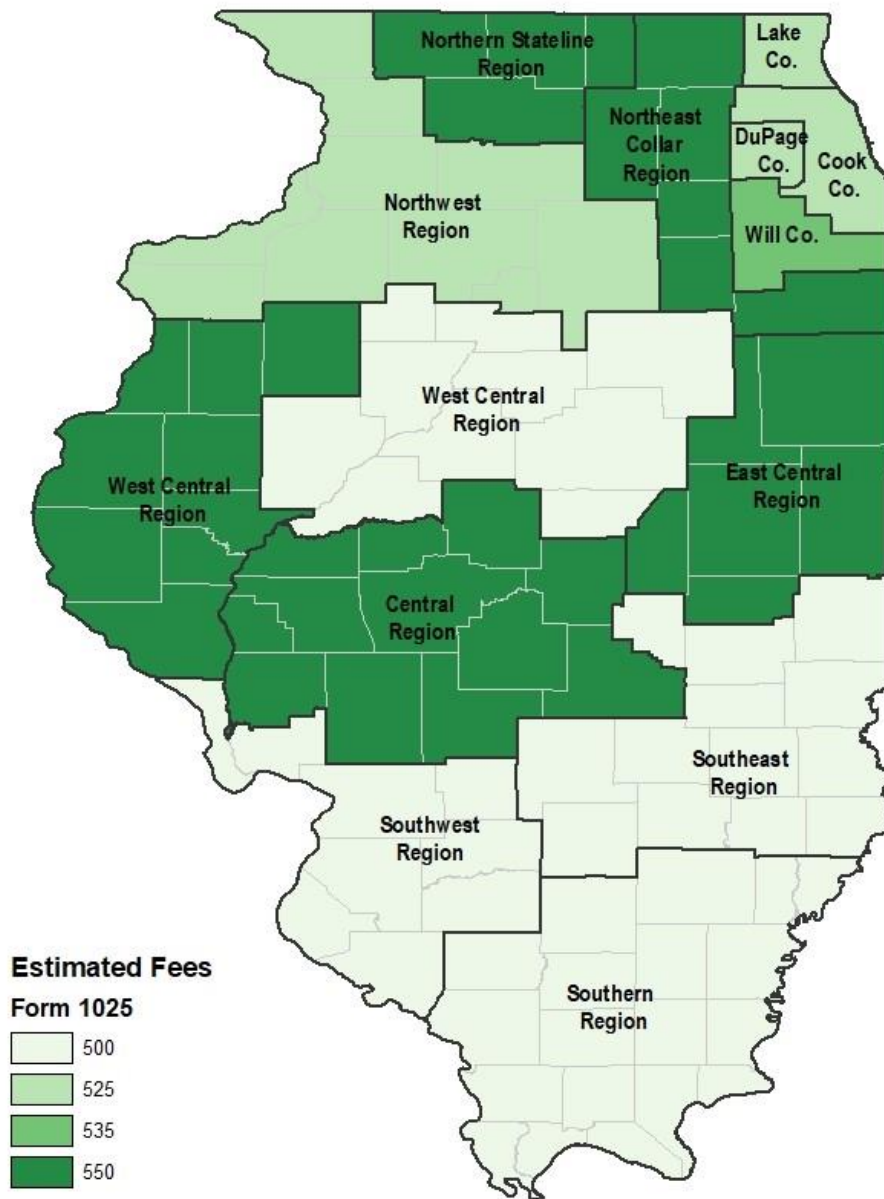 Northern Stateline
Region
Lake
Co.
Northeast
Collar
Region
DuPage
Co.
Cook
Co.
Northwest
Region
Will Co.
West Central
Region
West Central
Region
East Central
Region
Central
Region
Southeast
Region
Southwest
Region
Southern
Region
Estimated Fees
Form 1025
500
525
535
550